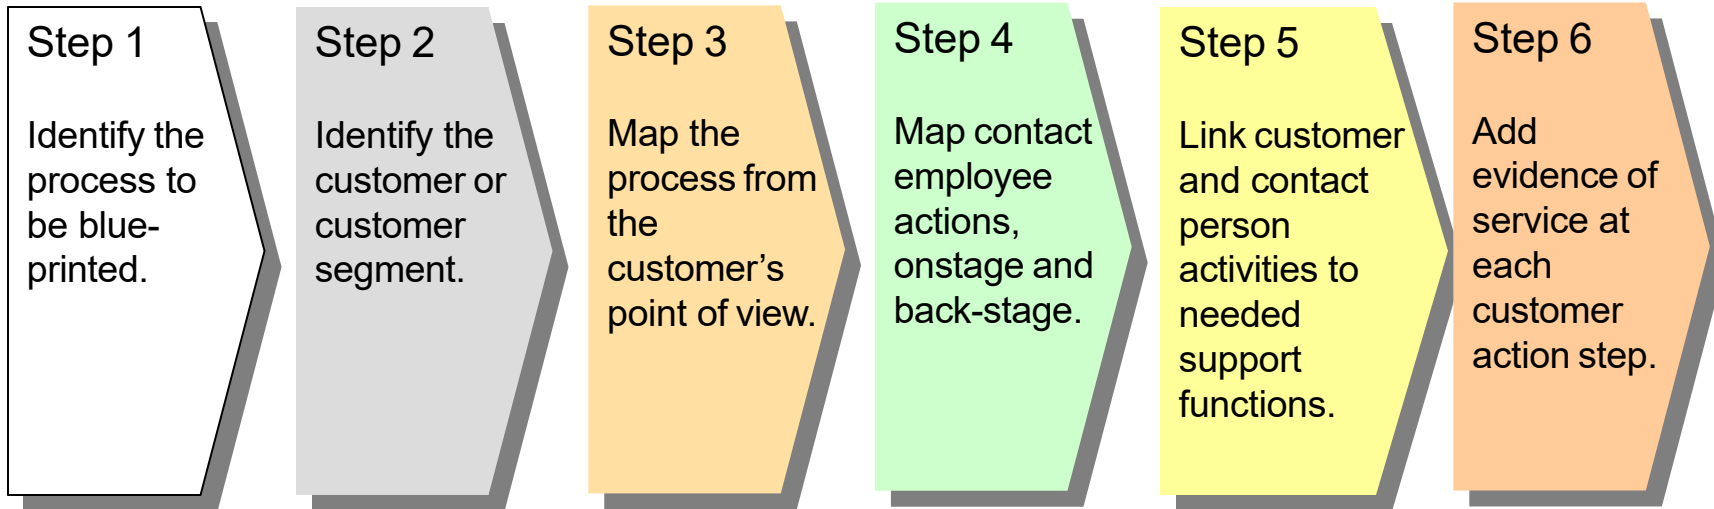 Step 1
Identify the
process to
be blue-
printed.
Step 2
Identify the
customer or
customer
segment.
Step 3
Map the
process from
the
customer’s
point of view.
Step 4
Map contact
employee
actions,
onstage and
back-stage.
Step 5
Link customer
and contact
person
activities to
needed
support
functions.
Step 6
Add
evidence of
service at
each
customer
action step.